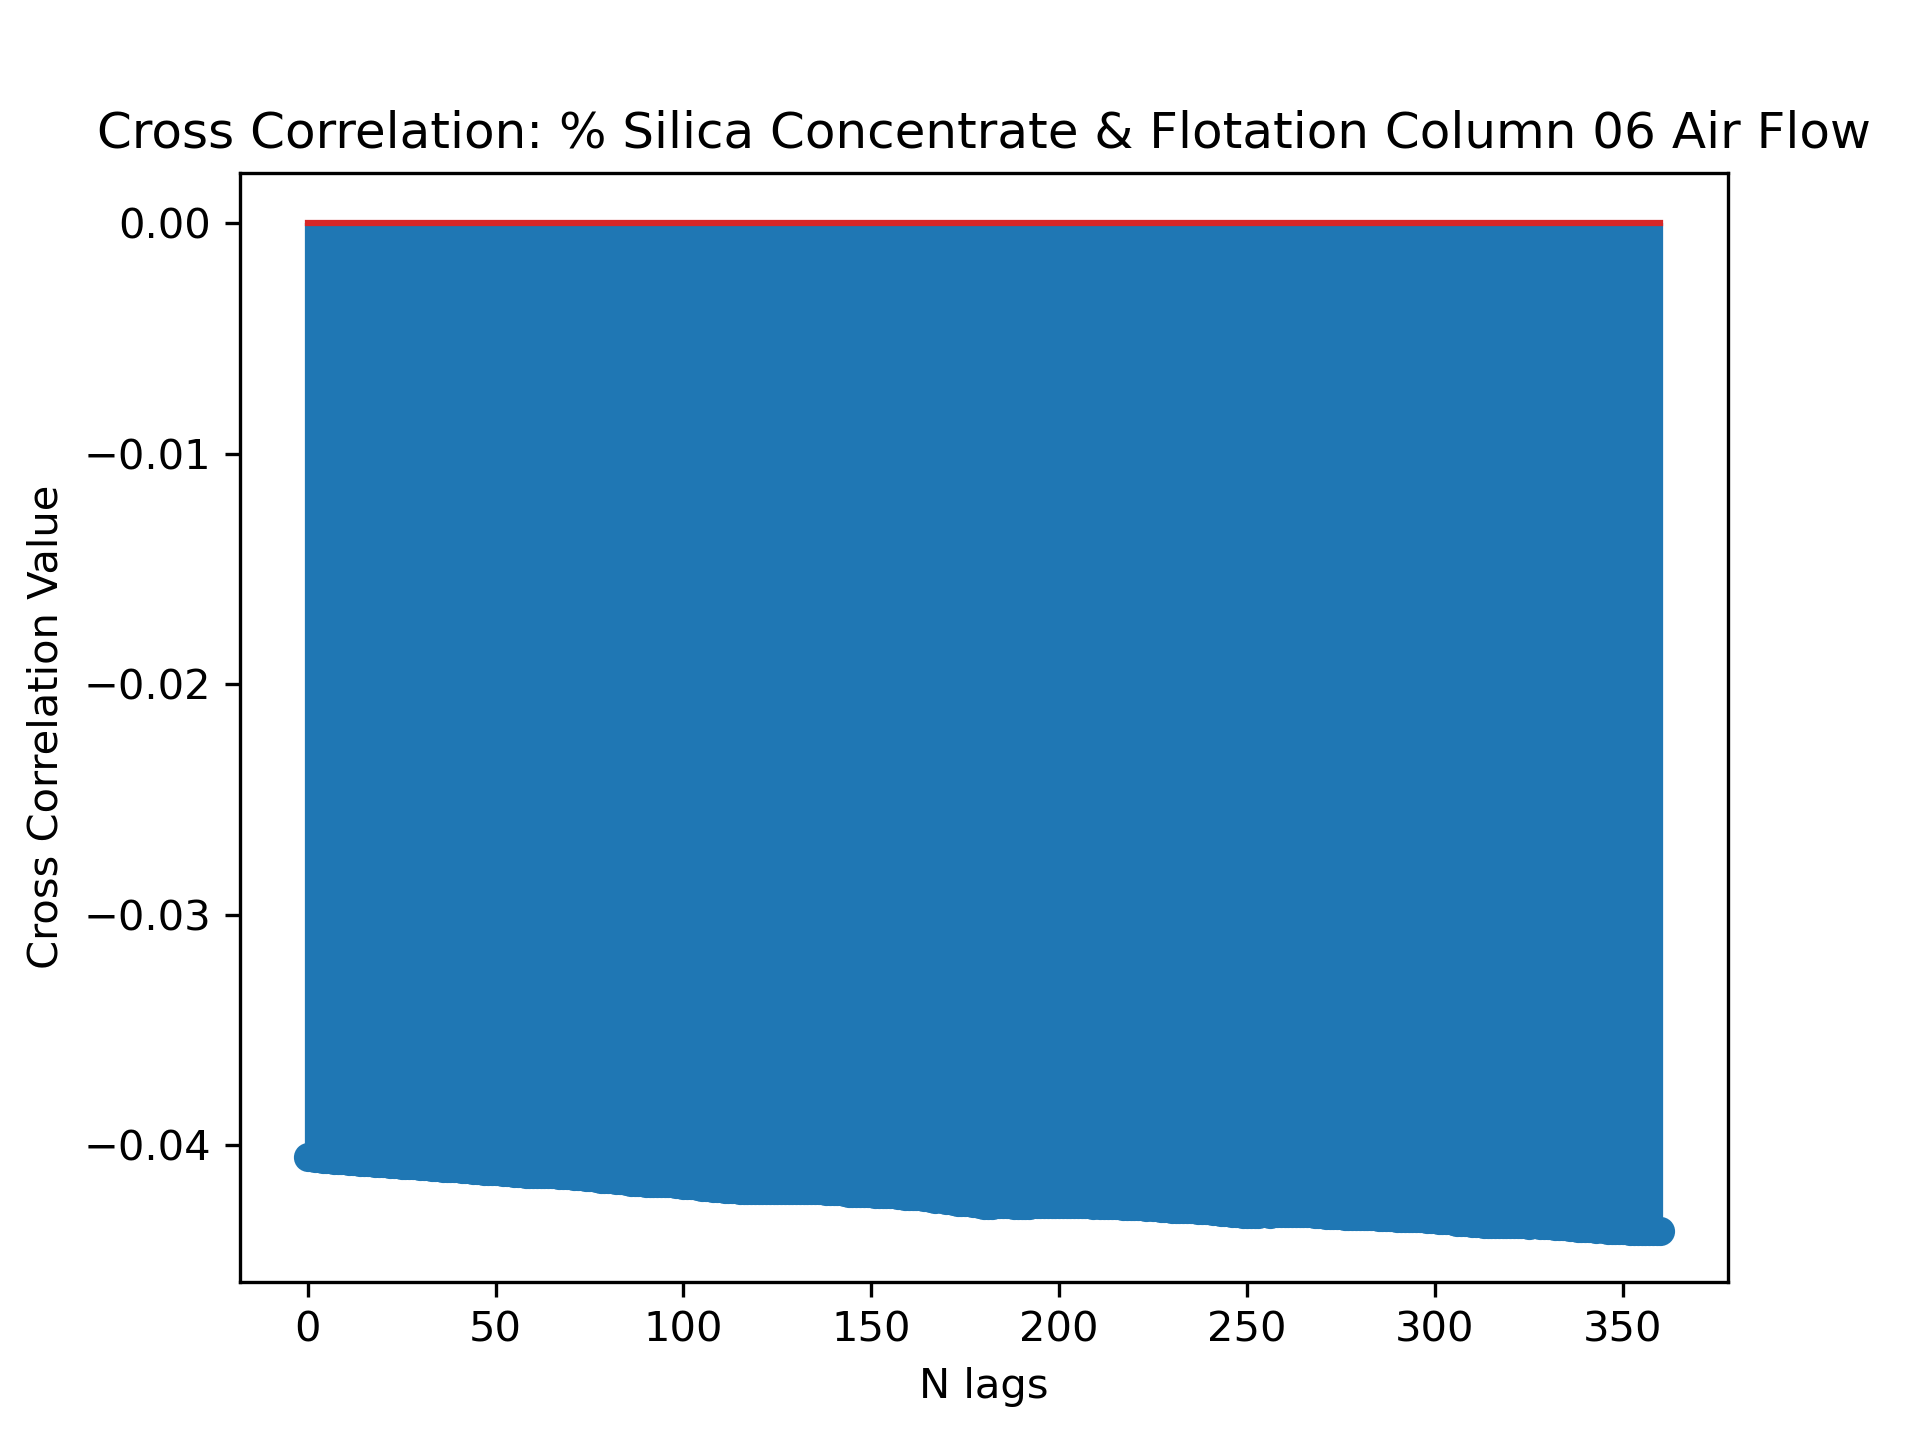 Cross Correlation: % Silica Concentrate & Flotation Column 06 Air Flow
0.00
−0.01
−0.02
−0.03
−0.04
Cross Correlation Value
0 50 100 150 200 250 300 350
N lags